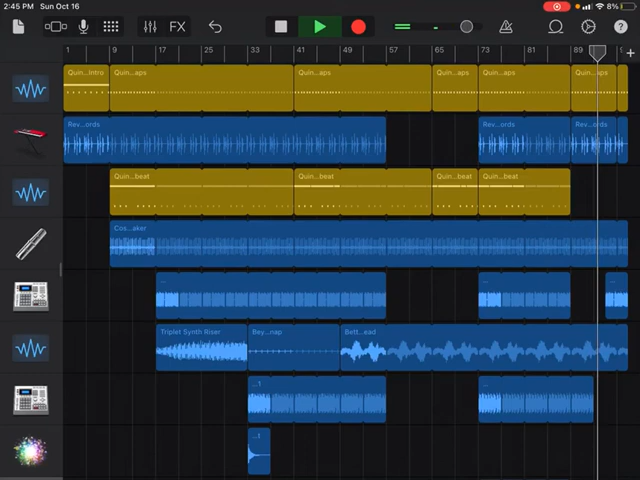 2:45 PM Sun Oct 16
8%
FX
?
1 9 17 25 33 41 49 57 65 73 81 89 +
Quin...Intro Quin...aps Quin...aps Quin...aps Quin...aps Quin...aps
Rev...ords Rev...ords Rev...ords
Quin...beat Quin...beat Quin...beat Quin...beat
Cos...aker
... ... ...
Triplet Synth Riser Bey...nap Bett...ead
...1 ...
...1